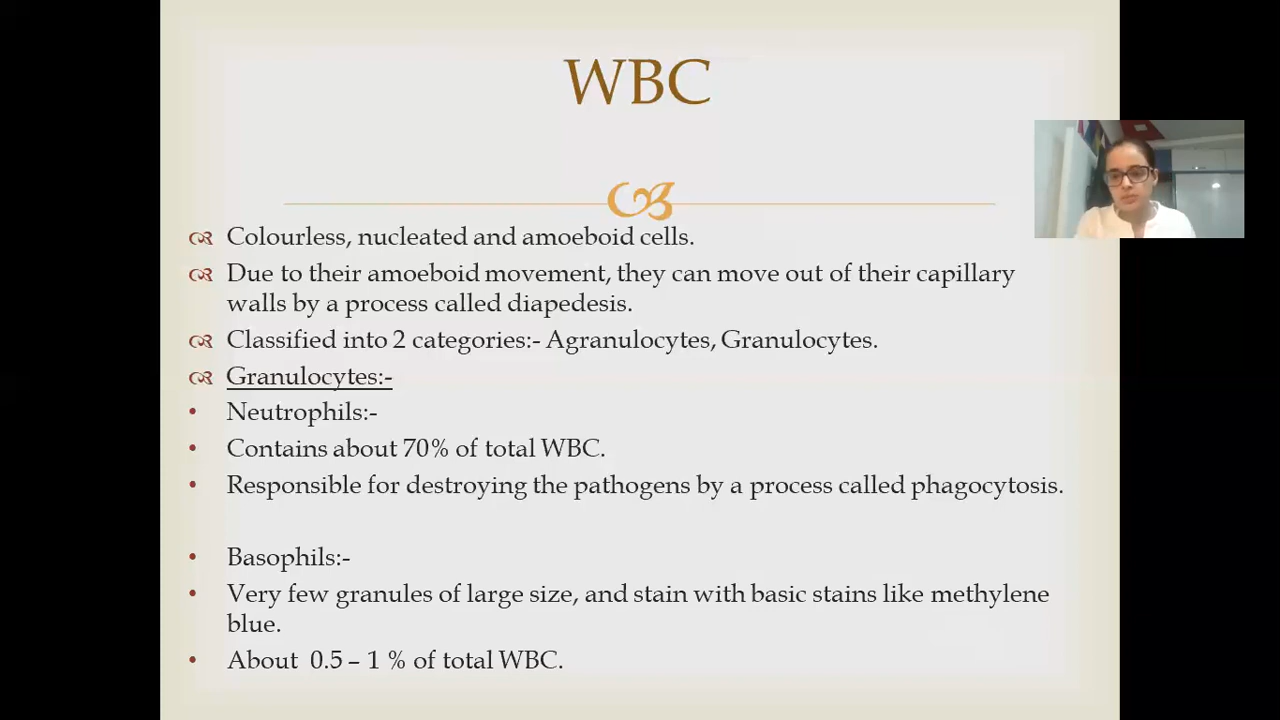 WBC
Colourless, nucleated and amoeboid cells.
Due to their amoeboid movement, they can move out of their capillary
walls by a process called diapedesis.
Classified into 2 categories:- Agranulocytes, Granulocytes.
Granulocytes:-
• Neutrophils:-
• Contains about 70% of total WBC.
• Responsible for destroying the pathogens by a process called phagocytosis.
• Basophils:-
• Very few granules of large size, and stain with basic stains like methylene
blue.
• About 0.5 – 1 % of total WBC.